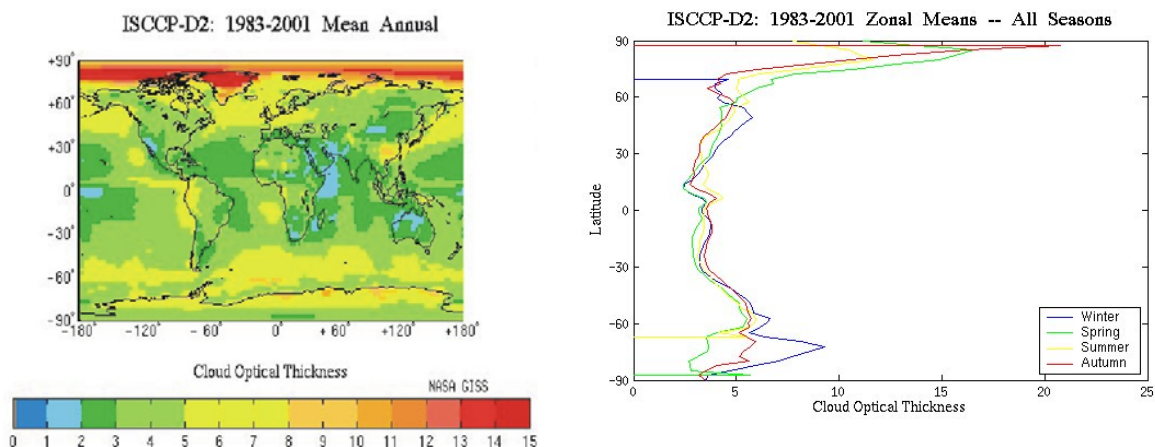 ISCCP-D2: 1983-2001 Mean Annual
+90°
+60°
+30°
0°
-30°
-60°
-90°
-180° -120° -60° 0° +60° +120° +180°
Cloud Optical Thickness
NASA GISS
0 1 2 3 4 5 6 7 8 9 10 11 12 13 14 15
ISCCP-D2: 1983-2001 Zonal Means -- All Seasons
90
60
30
0
-30
-60
-90
Latitude
Winter
Spring
Summer
Autumn
0 5 10 15 20 25
Cloud Optical Thickness